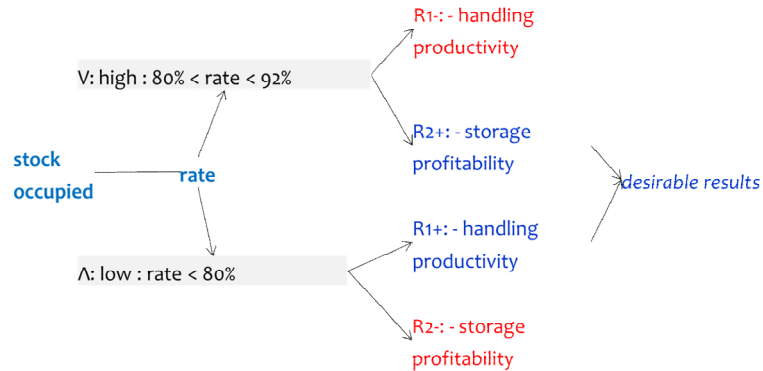 R1-: - handling
productivity
V: high : 80% < rate < 92%
R2+: - storage
profitability
stock
occupied
rate
desirable results
R1+: - handling
productivity
Λ: low : rate < 80%
R2-: - storage
profitability